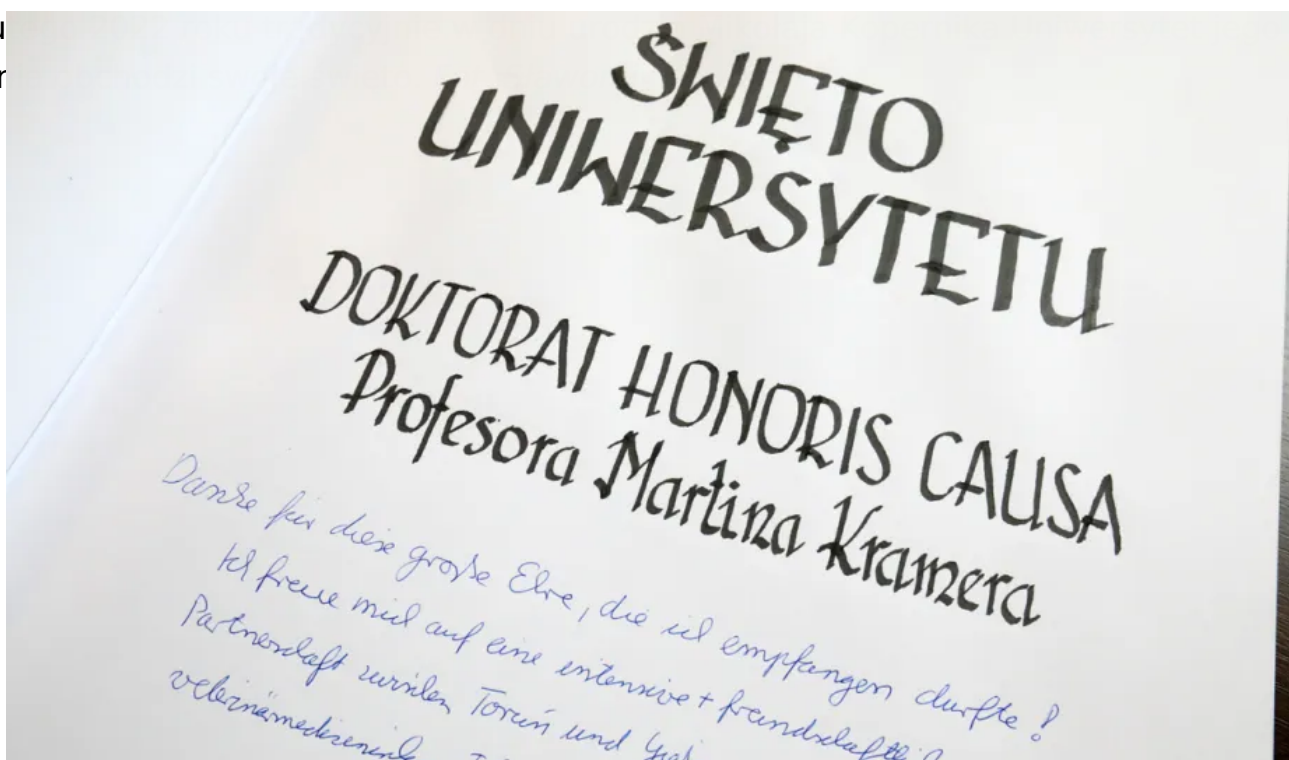 ŚWIĘTO
UNIWERSYTETU
DOKTORAT HONORIS CAUSA
Profesora Martina Kramera
Danke für diese große Ehre, die ich empfangen durfte!
Ich freue mich auf eine intensive + freundschaftliche
Partnerschaft zwischen Toruń und